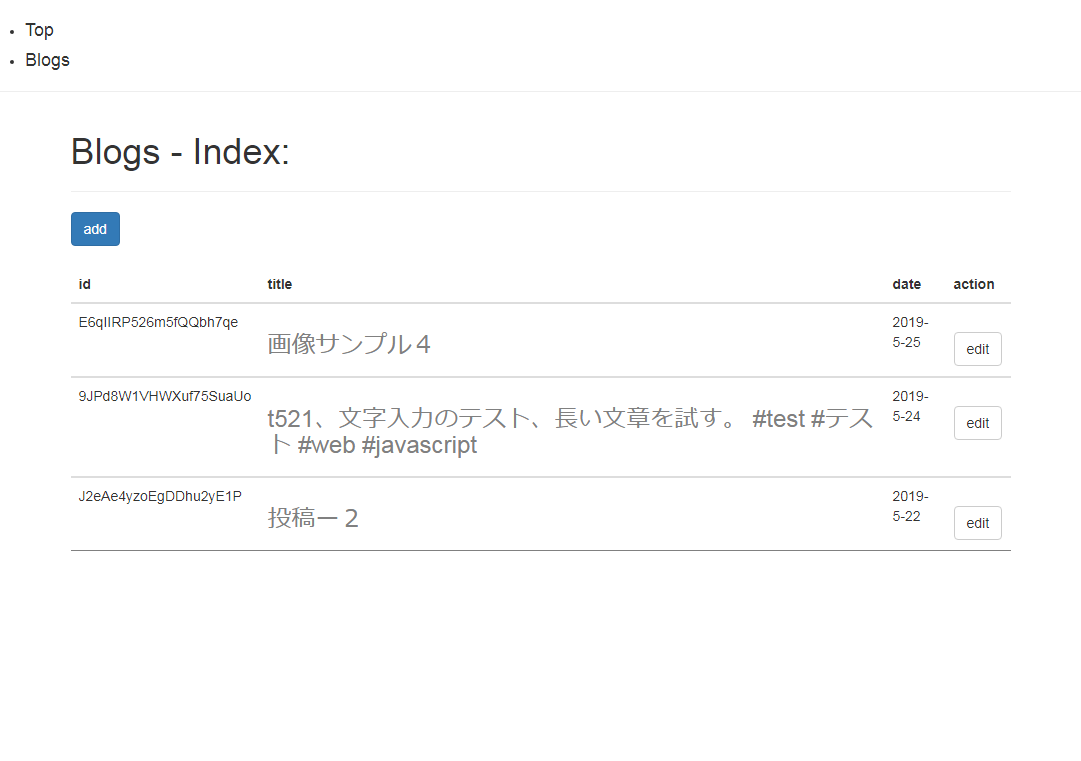 Top
Blogs
Blogs - Index:
add
id title date action
E6qIIRP526m5fQQbh7qe 画像サンプル４ 2019-
5-25 edit
9JPd8W1VHWXuf75SuaUo t521、文字入力のテスト、長い文章を試す。 #test #テス
ト #web #javascript 2019-
5-24 edit
J2eAe4yzoEgDDhu2yE1P 投稿ー２ 2019-
5-22 edit